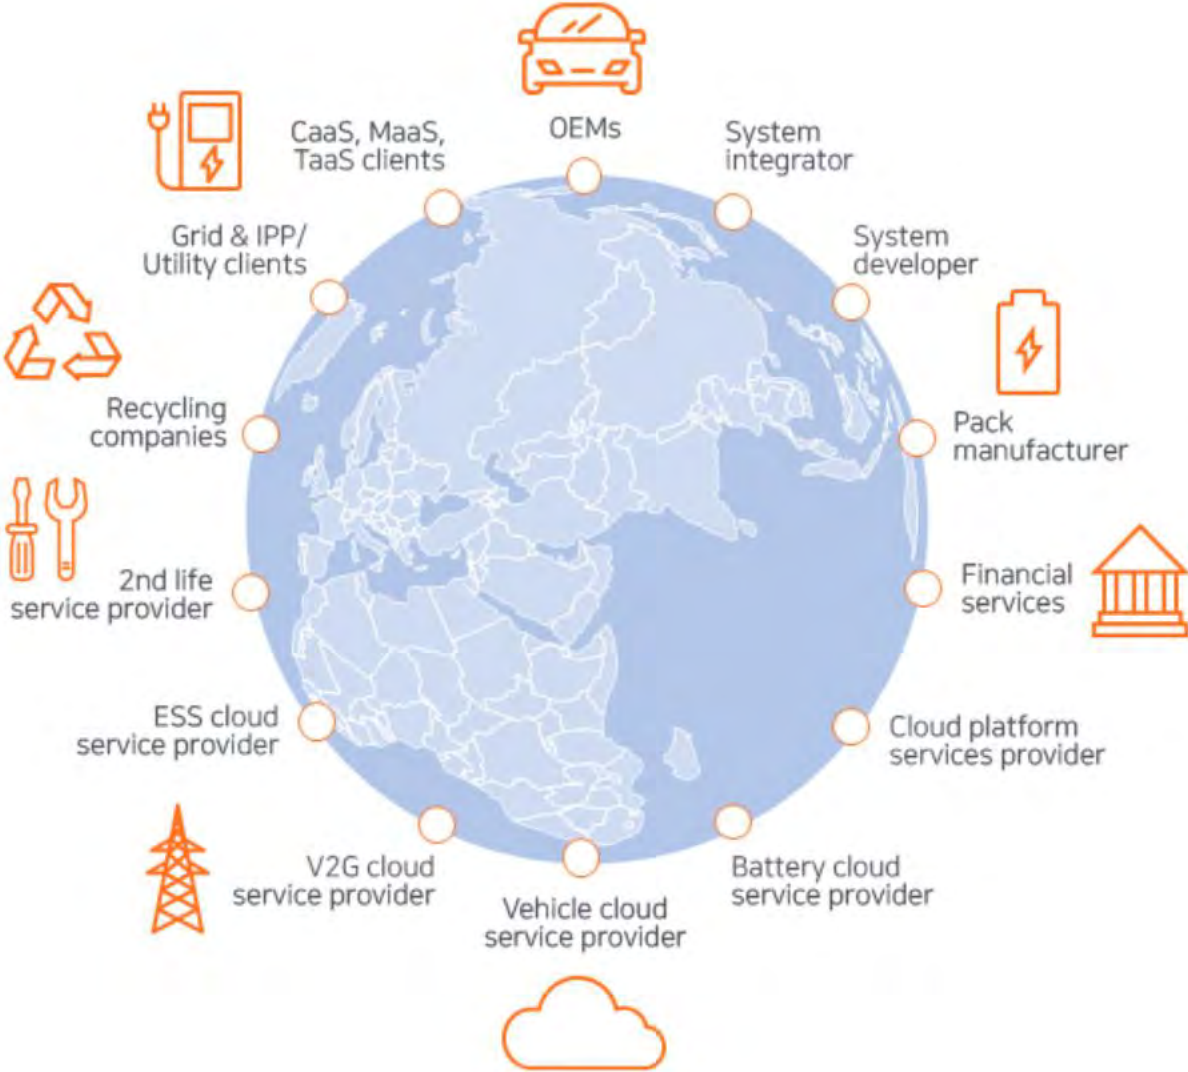 OEMs
System
integrator
System
developer
Pack
manufacturer
Financial
services
Cloud platform
services provider
Battery cloud
service provider
Vehicle cloud
service provider
V2G cloud
service provider
ESS cloud
service provider
2nd life
service provider
Recycling
companies
Grid & IPP/
Utility clients
CaaS, MaaS,
TaaS clients